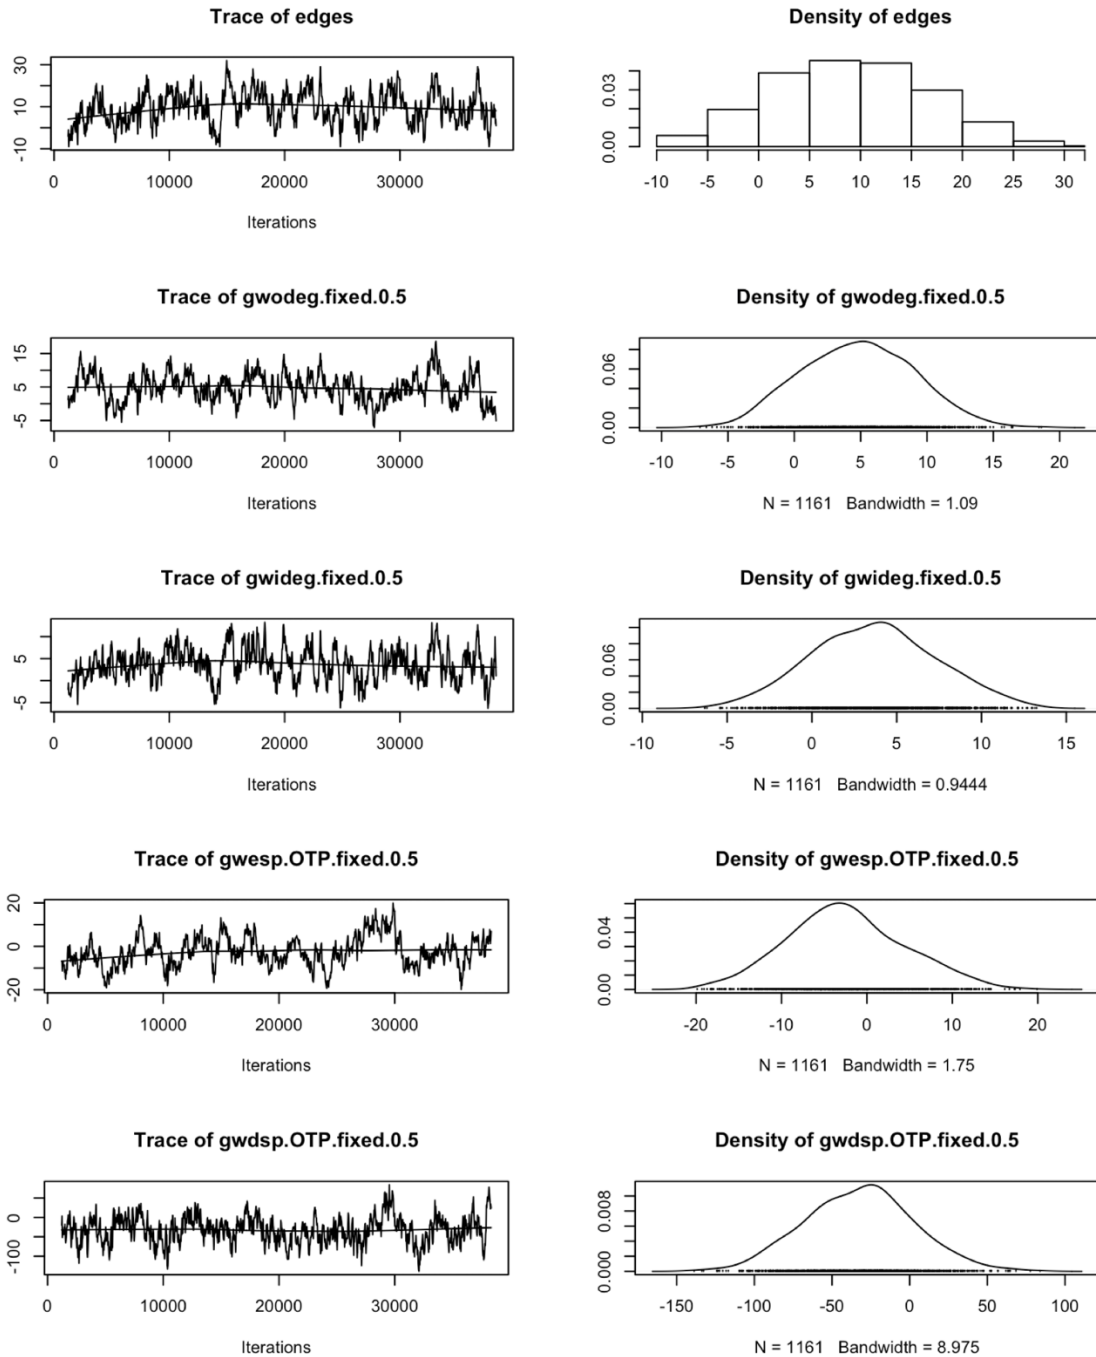 Trace of edges
Density of edges
-10 10 30
0 10000 20000 30000
Iterations
0.00 0.03
-10 -5 0 5 10 15 20 25 30
Trace of gwodeg.fixed.0.5
Density of gwodeg.fixed.0.5
-5 5 15
0 10000 20000 30000
Iterations
0.00 0.06
-10 -5 0 5 10 15 20
N = 1161 Bandwidth = 1.09
Trace of gwideg.fixed.0.5
Density of gwideg.fixed.0.5
-5 5
0 10000 20000 30000
Iterations
0.00 0.06
-10 -5 0 5 10 15
N = 1161 Bandwidth = 0.9444
Trace of gwesp.OTP.fixed.0.5
Density of gwesp.OTP.fixed.0.5
-20 0 20
0 10000 20000 30000
Iterations
0.00 0.04
-20 -10 0 10 20
N = 1161 Bandwidth = 1.75
Trace of gwdsp.OTP.fixed.0.5
Density of gwdsp.OTP.fixed.0.5
-100 0
0 10000 20000 30000
Iterations
0.000 0.008
-150 -100 -50 0 50 100
N = 1161 Bandwidth = 8.975